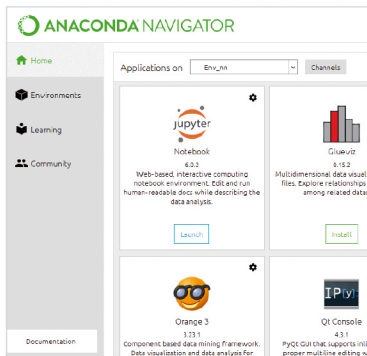 ANACONDA NAVIGATOR
Home
Environments
Learning
Community
Documentation
Applications on Env_nn Channels
jupyter
Notebook
6.0.2
Web-based, interactive computing
notebook environment. Edit and run
human-readable docs while describing the
data analysis.
Launch
Glueviz
0.15.2
Multidimensional data visual
files. Explore relationships
among related datas
Install
Orange 3
3.23.1
Component based data mining framework.
Data visualization and data analysis for
IP[y]:
Qt Console
4.3.1
PyQt GUI that supports inli
proper multiline editing w